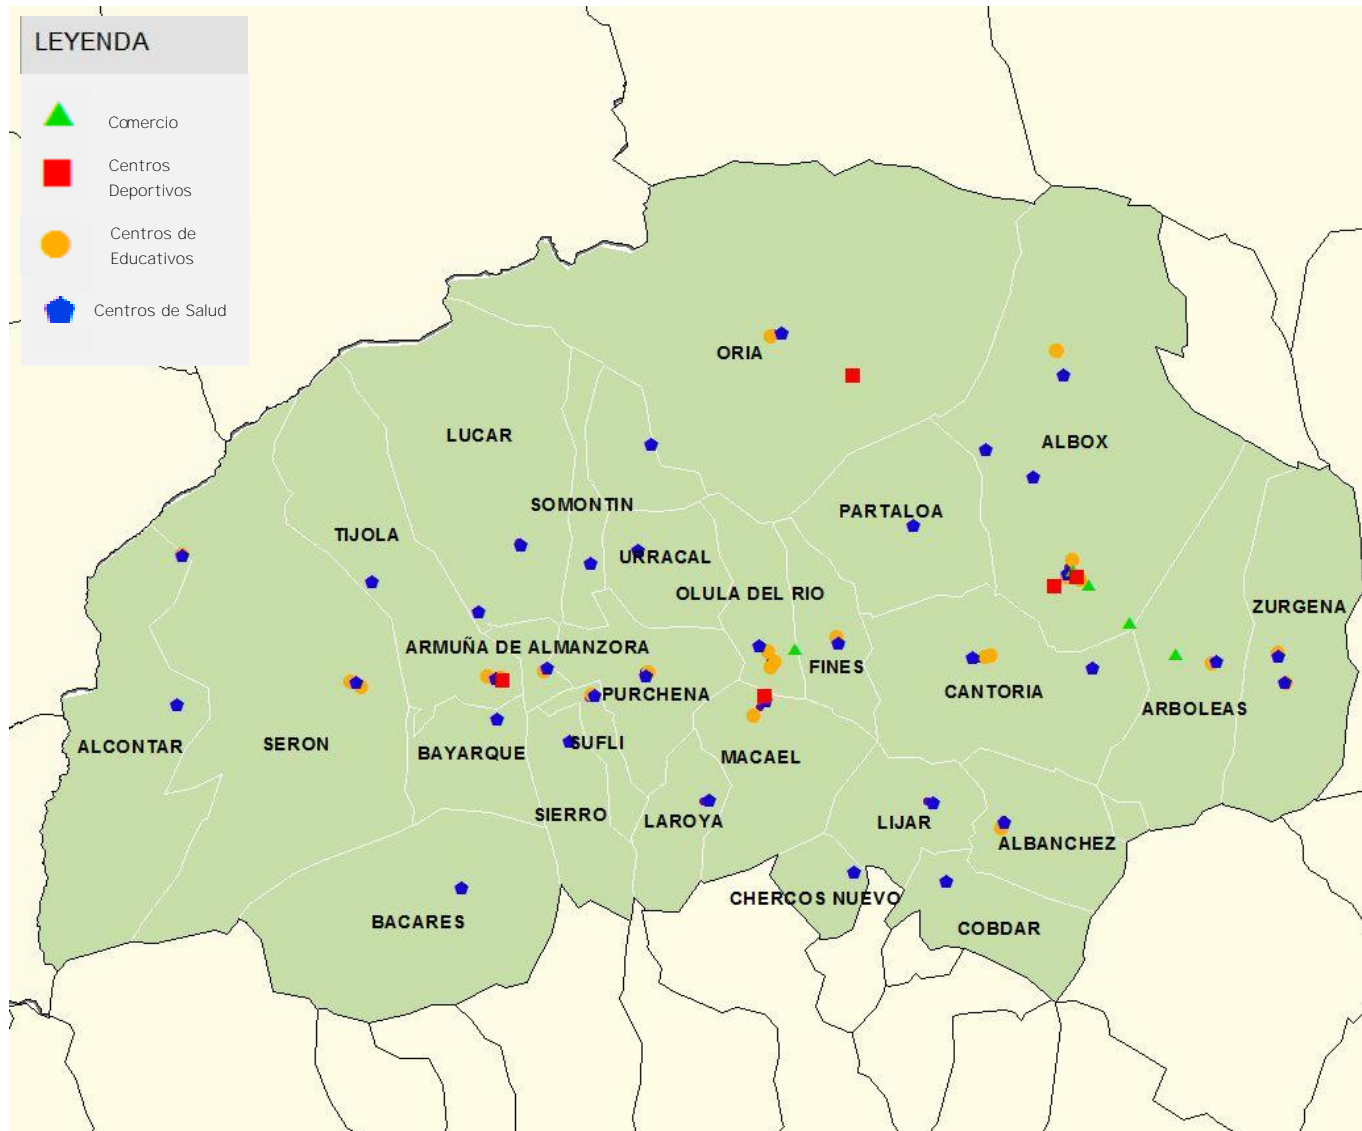 LEYENDA
Comercio
Centros
Deportivos
Centros de
Educativos
Centros de Salud
ORIA
LUCAR
ALBOX
SOMONTIN
PARTALOA
TIJOLA
URRACAL
OLULA DEL RIO
ZURGENA
ARMUÑA DE ALMANZORA
FINES
PURCHENA
CANTORIA
ARBOLEAS
ALCONTAR
SERON
BAYARQUE
SUFLI
MACAEL
SIERRO
LAROYA
LIJAR
ALBANCHEZ
CHERCOS NUEVO
BACARES
COBDAR